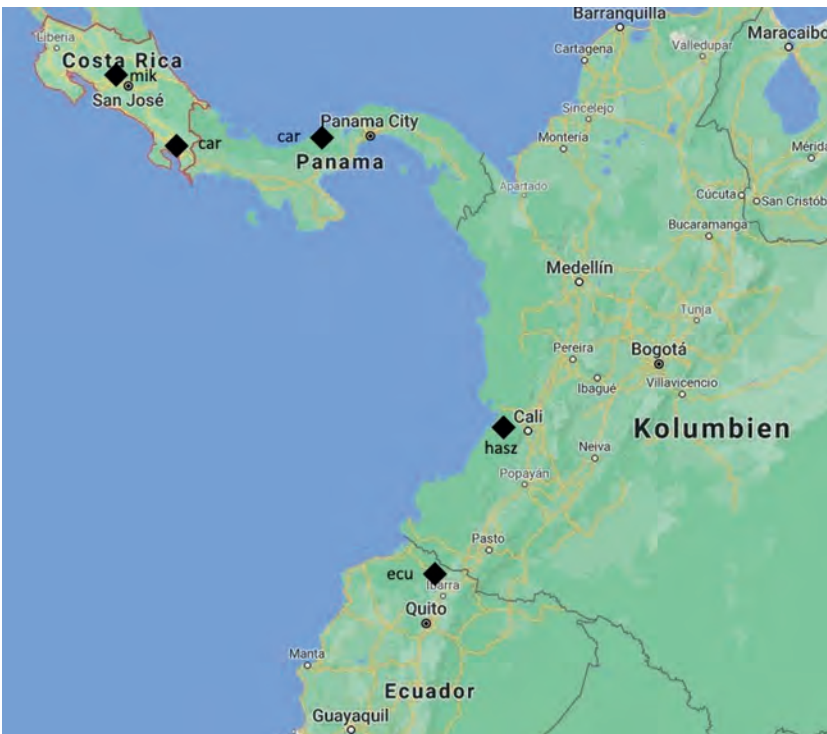 Barranquilla
Liberia
Costa Rica
Cartagena
Valledupar
Maracaibo
mik
San José
Sincelejo
car
Panama City
car
Montería
Mérida
Panama
Apartado
Cúcuta
San Cristób
Bucaramanga
Medellín
Tunja
Pereira
Bogotá
Ibagué
Villavicencio
Cali
Kolumbien
hasz
Neiva
Popayán
Pasto
ecu
Ibarra
Quito
Manta
Ecuador
Guayaquil